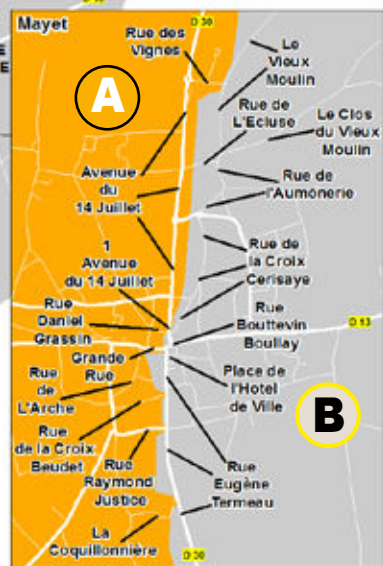 Mayet
D 30
Rue des
Vignes
Le
Vieux
Moulin
A
Rue de
L'Ecluse
Le Clos
du Vieux
Moulin
Avenue
du
14 Juillet
Rue de
l'Aumônerie
1
Avenue
du 14 Juillet
Rue de
la Croix
Cerisaye
Rue
Daniel
Grassin
Rue
Bouttevin
Boullay
D 13
Grande
Rue
Rue
de
L'Arche
Place de
l'Hotel
de Ville
B
Rue
de la Croix
Beudet
Rue
Raymond
Justice
Rue
Eugène
Termeau
La
Coquillonnière
D 30